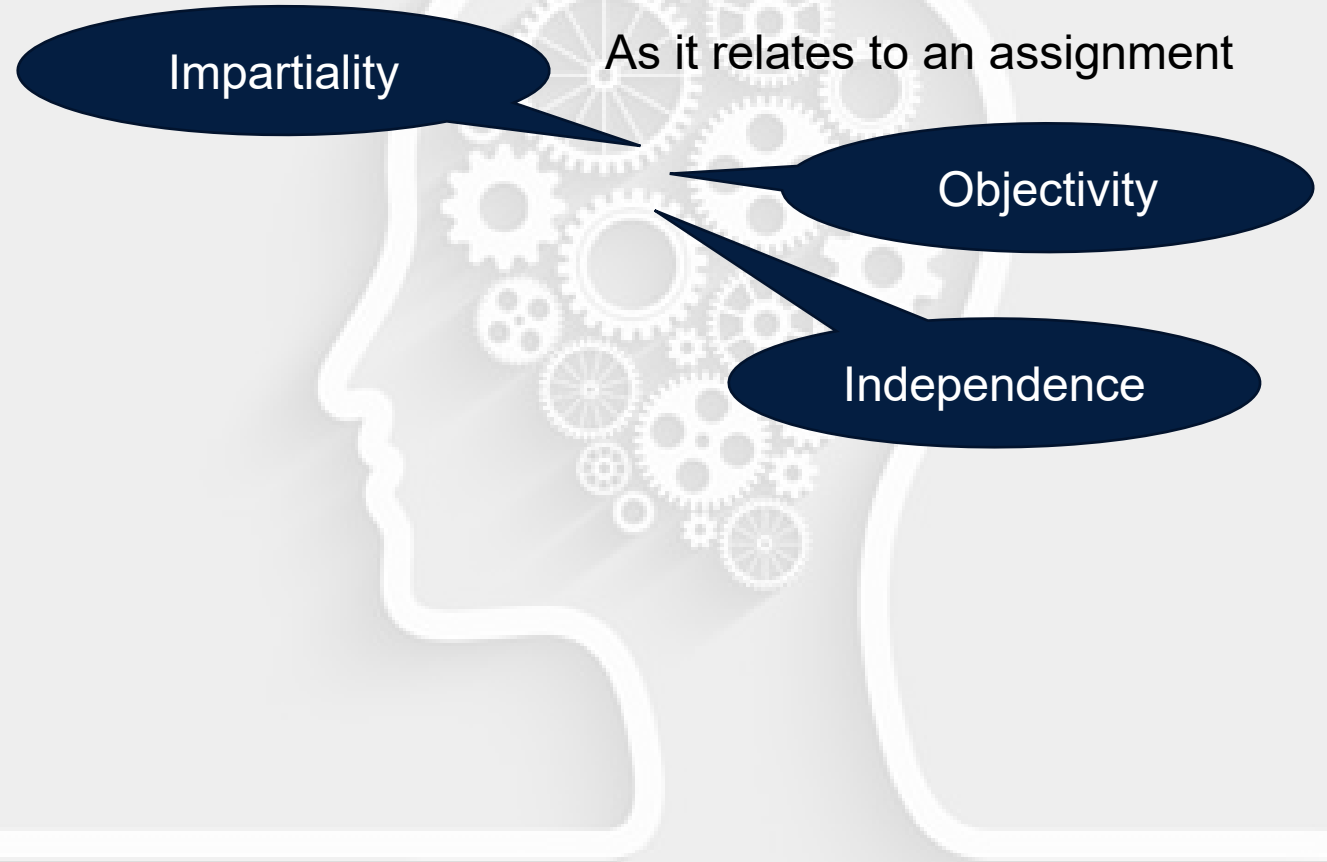 As it relates to an assignment
Impartiality
Objectivity
Independence